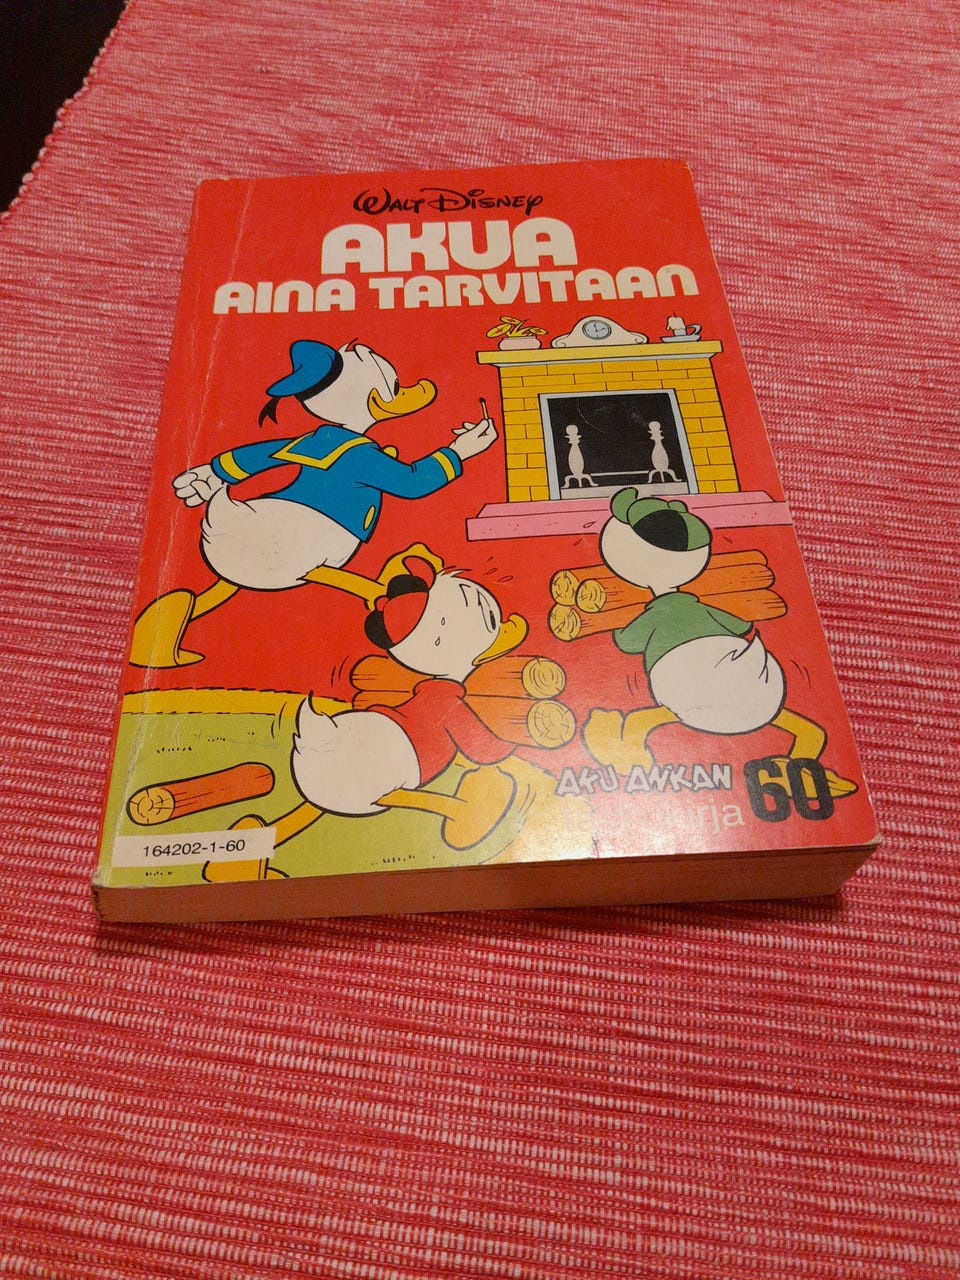 WALT DISNEY
AKUA
AINA TARVITAAN
AKU ANKAN
taskukirja 60
164202-1-60